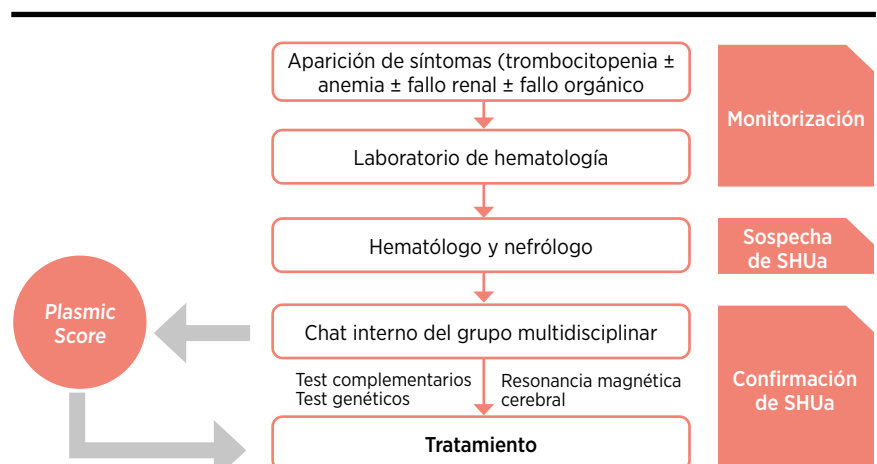 Aparición de síntomas (trombocitopenia ±
anemia ± fallo renal ± fallo orgánico
Monitorización
Laboratorio de hematología
Hematólogo y nefrólogo
Sospecha
de SHUa
Plasmic
Score
Chat interno del grupo multidisciplinar
Test complementarios
Test genéticos
Resonancia magnética
cerebral
Confirmación
de SHUa
Tratamiento